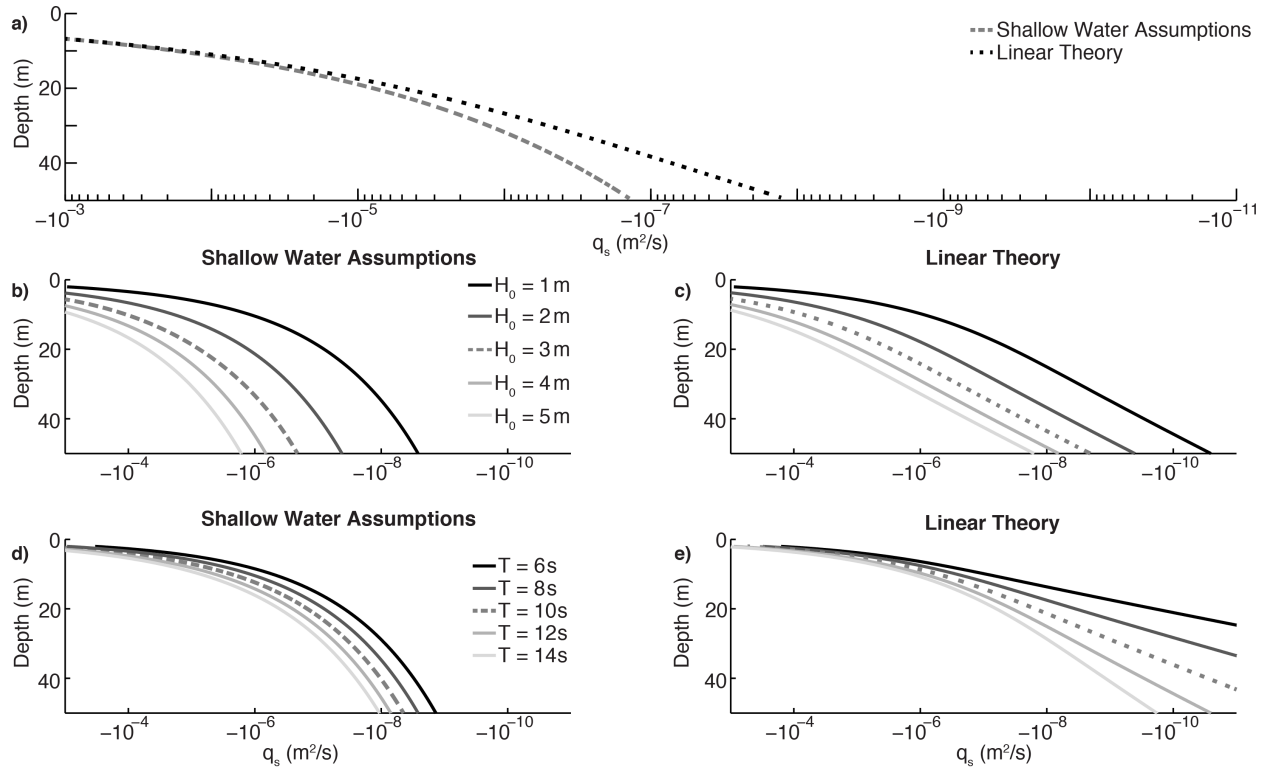 a)
0
20
40
Depth (m)
Shallow Water Assumptions
Linear Theory
−10⁻³
−10⁻⁵
−10⁻⁷
−10⁻⁹
−10⁻¹¹
qₛ (m²/s)
Shallow Water Assumptions
b)
0
20
40
Depth (m)
H₀ = 1 m
H₀ = 2 m
H₀ = 3 m
H₀ = 4 m
H₀ = 5 m
−10⁻⁴
−10⁻⁶
−10⁻⁸
−10⁻¹⁰
Linear Theory
c)
0
20
40
Depth (m)
−10⁻⁴
−10⁻⁶
−10⁻⁸
−10⁻¹⁰
Shallow Water Assumptions
d)
0
20
40
Depth (m)
T = 6s
T = 8s
T = 10s
T = 12s
T = 14s
−10⁻⁴
−10⁻⁶
−10⁻⁸
−10⁻¹⁰
qₛ (m²/s)
Linear Theory
e)
0
20
40
Depth (m)
−10⁻⁴
−10⁻⁶
−10⁻⁸
−10⁻¹⁰
qₛ (m²/s)